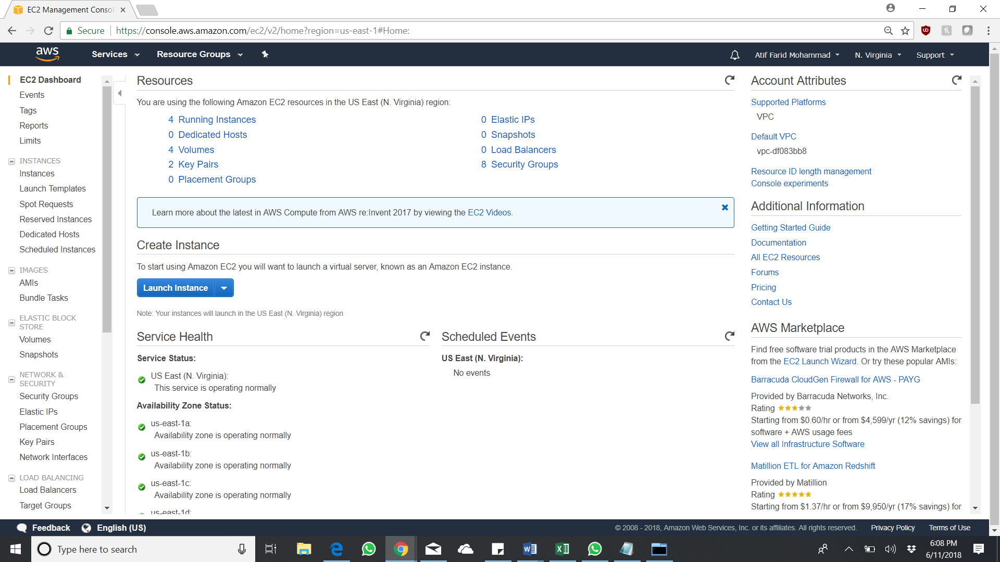 EC2 Management Conso
Secure
https://console.aws.amazon.com/ec2/v2/home?region=us-east-1#Home:
aws
Services
Resource Groups
Atif Farid Mohammad
N. Virginia
Support
EC2 Dashboard
Events
Tags
Reports
Limits
INSTANCES
Instances
Launch Templates
Spot Requests
Reserved Instances
Dedicated Hosts
Scheduled Instances
IMAGES
AMIs
Bundle Tasks
ELASTIC BLOCK
STORE
Volumes
Snapshots
NETWORK &
SECURITY
Security Groups
Elastic IPs
Placement Groups
Key Pairs
Network Interfaces
LOAD BALANCING
Load Balancers
Target Groups
Resources
You are using the following Amazon EC2 resources in the US East (N. Virginia) region:
4 Running Instances
0 Dedicated Hosts
4 Volumes
2 Key Pairs
0 Placement Groups
0 Elastic IPs
0 Snapshots
0 Load Balancers
8 Security Groups
Learn more about the latest in AWS Compute from AWS re:Invent 2017 by viewing the EC2 Videos.
Create Instance
To start using Amazon EC2 you will want to launch a virtual server, known as an Amazon EC2 instance.
Launch Instance
Note: Your instances will launch in the US East (N. Virginia) region
Service Health
Service Status:
US East (N. Virginia):
This service is operating normally
Availability Zone Status:
us-east-1a:
Availability zone is operating normally
us-east-1b:
Availability zone is operating normally
us-east-1c:
Availability zone is operating normally
us-east-1d:
Scheduled Events
US East (N. Virginia):
No events
Account Attributes
Supported Platforms
VPC
Default VPC
vpc-df083bb8
Resource ID length management
Console experiments
Additional Information
Getting Started Guide
Documentation
All EC2 Resources
Forums
Pricing
Contact Us
AWS Marketplace
Find free software trial products in the AWS Marketplace
from the EC2 Launch Wizard. Or try these popular AMIs:
Barracuda CloudGen Firewall for AWS - PAYG
Provided by Barracuda Networks, Inc.
Rating
Starting from $0.60/hr or from $4,599/yr (12% savings) for
software + AWS usage fees
View all Infrastructure Software
Matillion ETL for Amazon Redshift
Provided by Matillion
Rating
Starting from $1.37/hr or from $9,950/yr (17% savings) for
Feedback
English (US)
© 2008 - 2018, Amazon Web Services, Inc. or its affiliates. All rights reserved.
Privacy Policy
Terms of Use
Type here to search
6:08 PM
6/11/2018